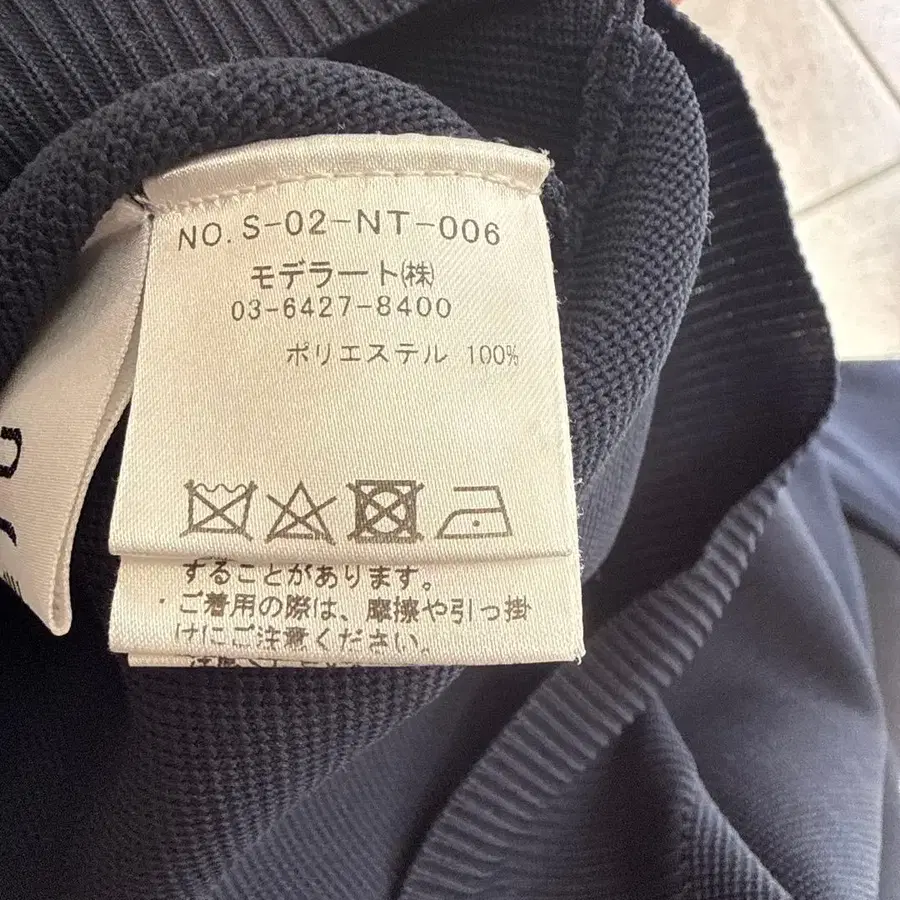 NO. S-02-NT-006
モデラート(株)
03-6427-8400
ポリエステル 100%
することがあります。
・ご着用の際は、摩擦や引っ掛
けにご注意ください。